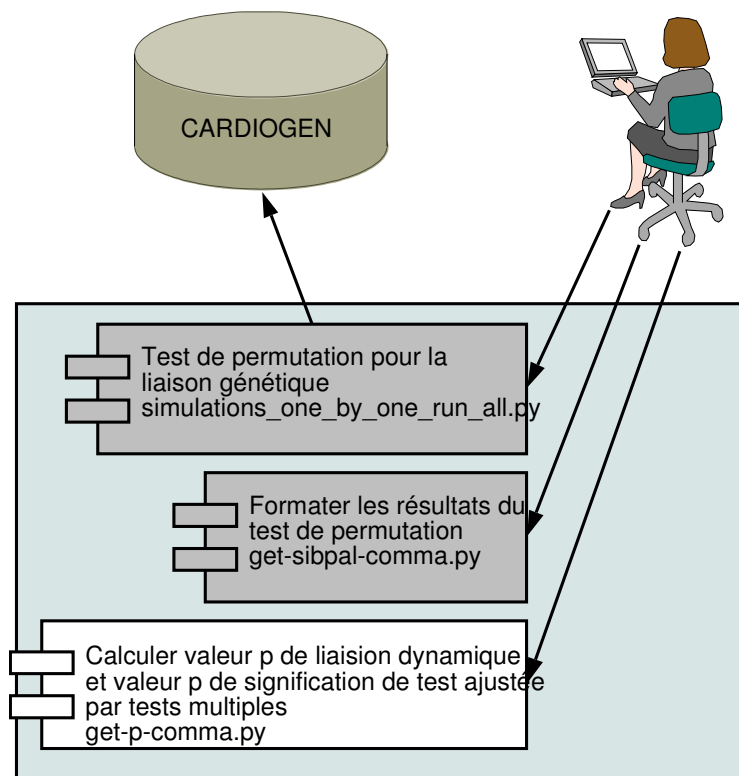 CARDIOGEN
Test de permutation pour la
liaison génétique
simulations_one_by_one_run_all.py
Formater les résultats du
test de permutation
get-sibpal-comma.py
Calculer valeur p de liaision dynamique
et valeur p de signification de test ajustée
par tests multiples
get-p-comma.py